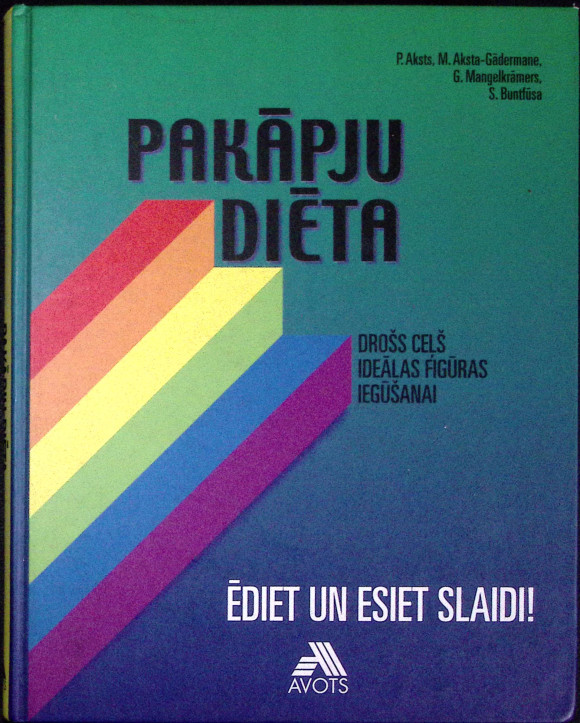 P. Aksts, M. Aksta-Gādermane,
G. Mangelkrāmers,
S. Buntfūsa
PAKĀPJU
DIĒTA
DROŠS CEĻŠ
IDEĀLAS FIGŪRAS
IEGŪŠANAI
ĒDIET UN ESIET SLAIDI!
AVOTS